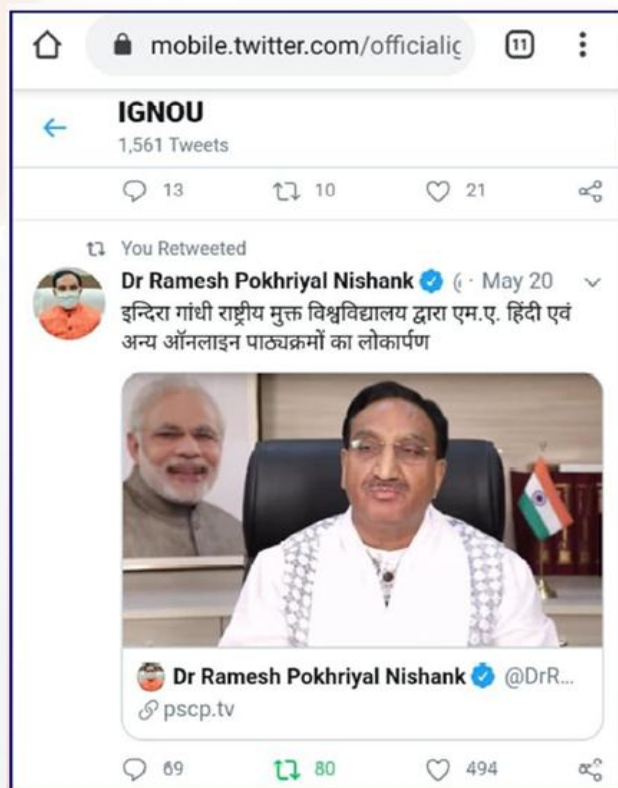 mobile.twitter.com/officialig
11
IGNOU
1,561 Tweets
13 10 21
You Retweeted
Dr Ramesh Pokhriyal Nishank · May 20
इन्दिरा गांधी राष्ट्रीय मुक्त विश्वविद्यालय द्वारा एम.ए. हिंदी एवं
अन्य ऑनलाइन पाठ्यक्रमों का लोकार्पण
Dr Ramesh Pokhriyal Nishank @DrR...
pscp.tv
69 80 494